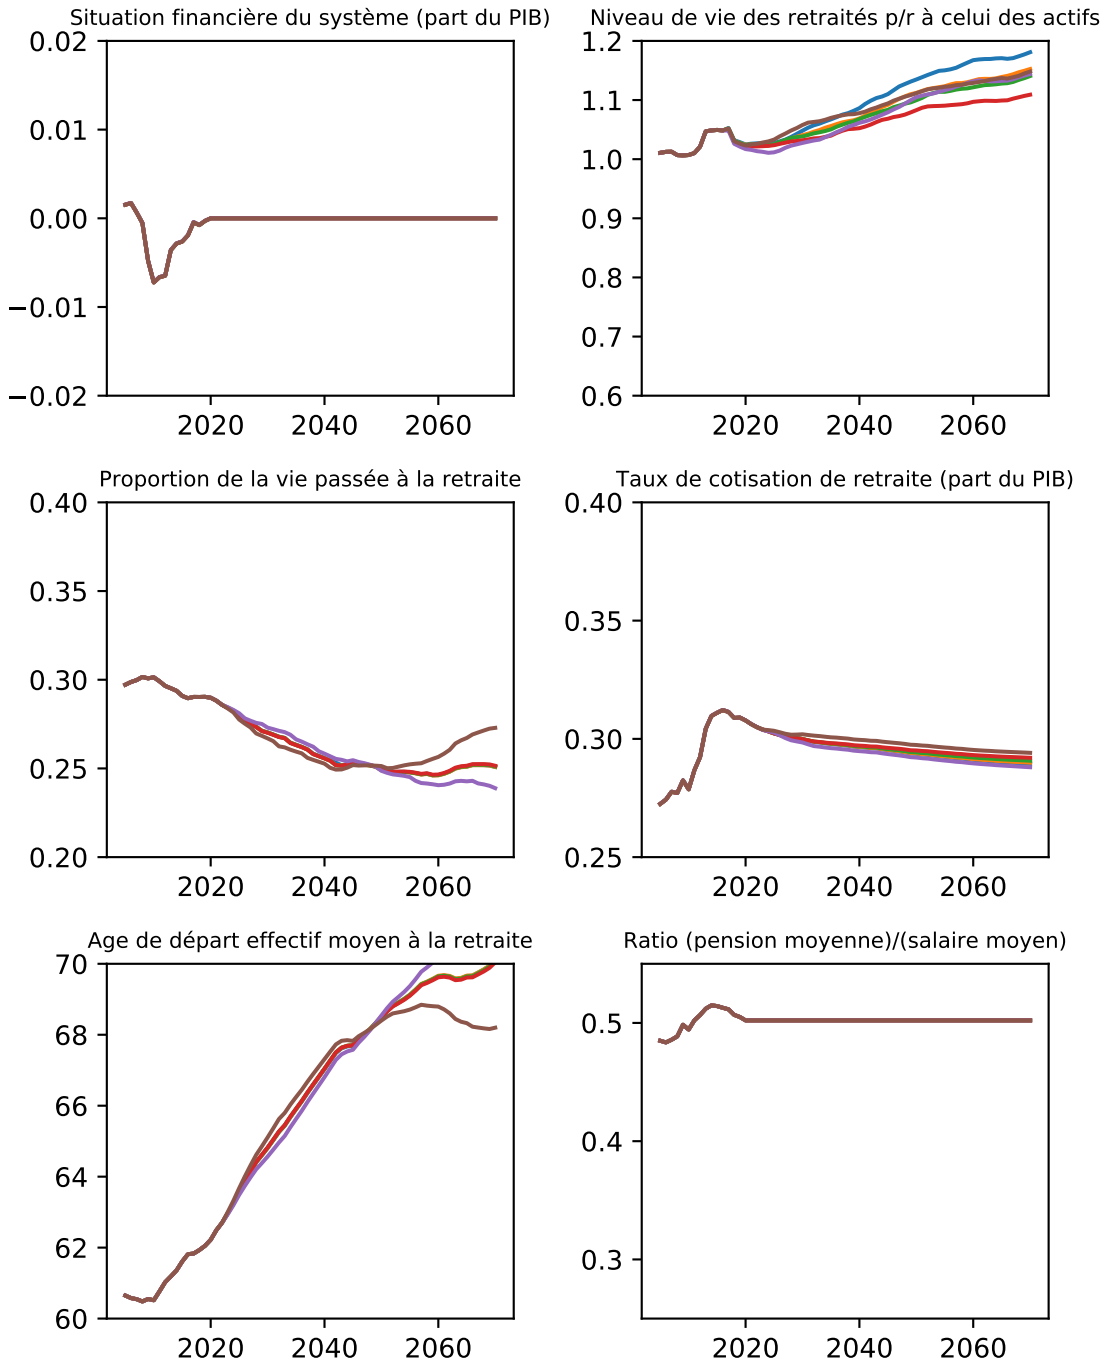 Situation financière du système (part du PIB)
0.02
0.01
0.00
−0.01
−0.02
2020 2040 2060
Niveau de vie des retraités p/r à celui des actifs
1.2
1.1
1.0
0.9
0.8
0.7
0.6
2020 2040 2060
Proportion de la vie passée à la retraite
0.40
0.35
0.30
0.25
0.20
2020 2040 2060
Taux de cotisation de retraite (part du PIB)
0.40
0.35
0.30
0.25
2020 2040 2060
Age de départ effectif moyen à la retraite
70
68
66
64
62
60
2020 2040 2060
Ratio (pension moyenne)/(salaire moyen)
0.5
0.4
0.3
2020 2040 2060